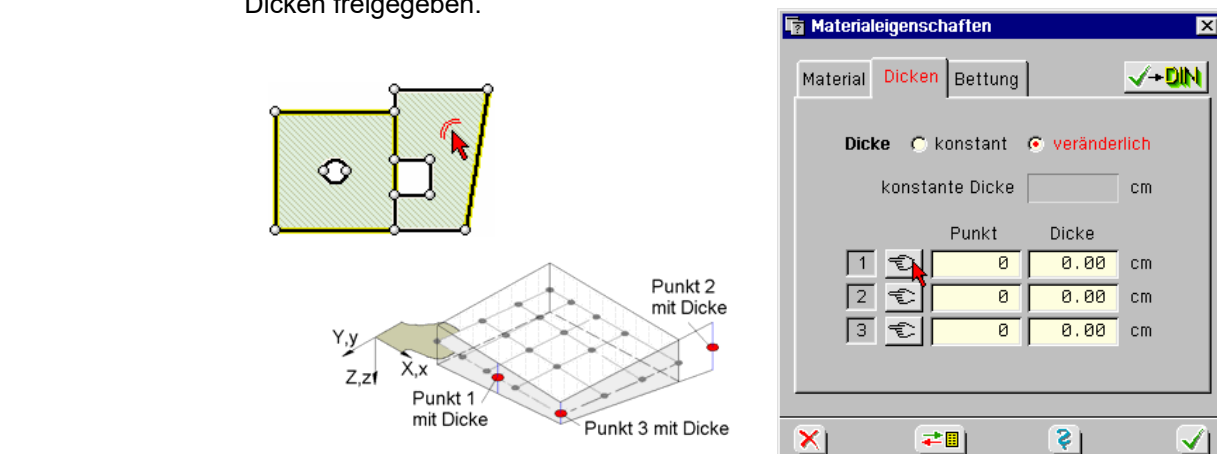 Dicken freigegeben.
Materialeigenschaften
Material Dicken Bettung DIN
Dicke konstant veränderlich
konstante Dicke cm
Punkt Dicke
1 0 0.00 cm
2 0 0.00 cm
3 0 0.00 cm
Punkt 2
mit Dicke
Y,y
X,x
Z,z
Punkt 1
mit Dicke
Punkt 3 mit Dicke